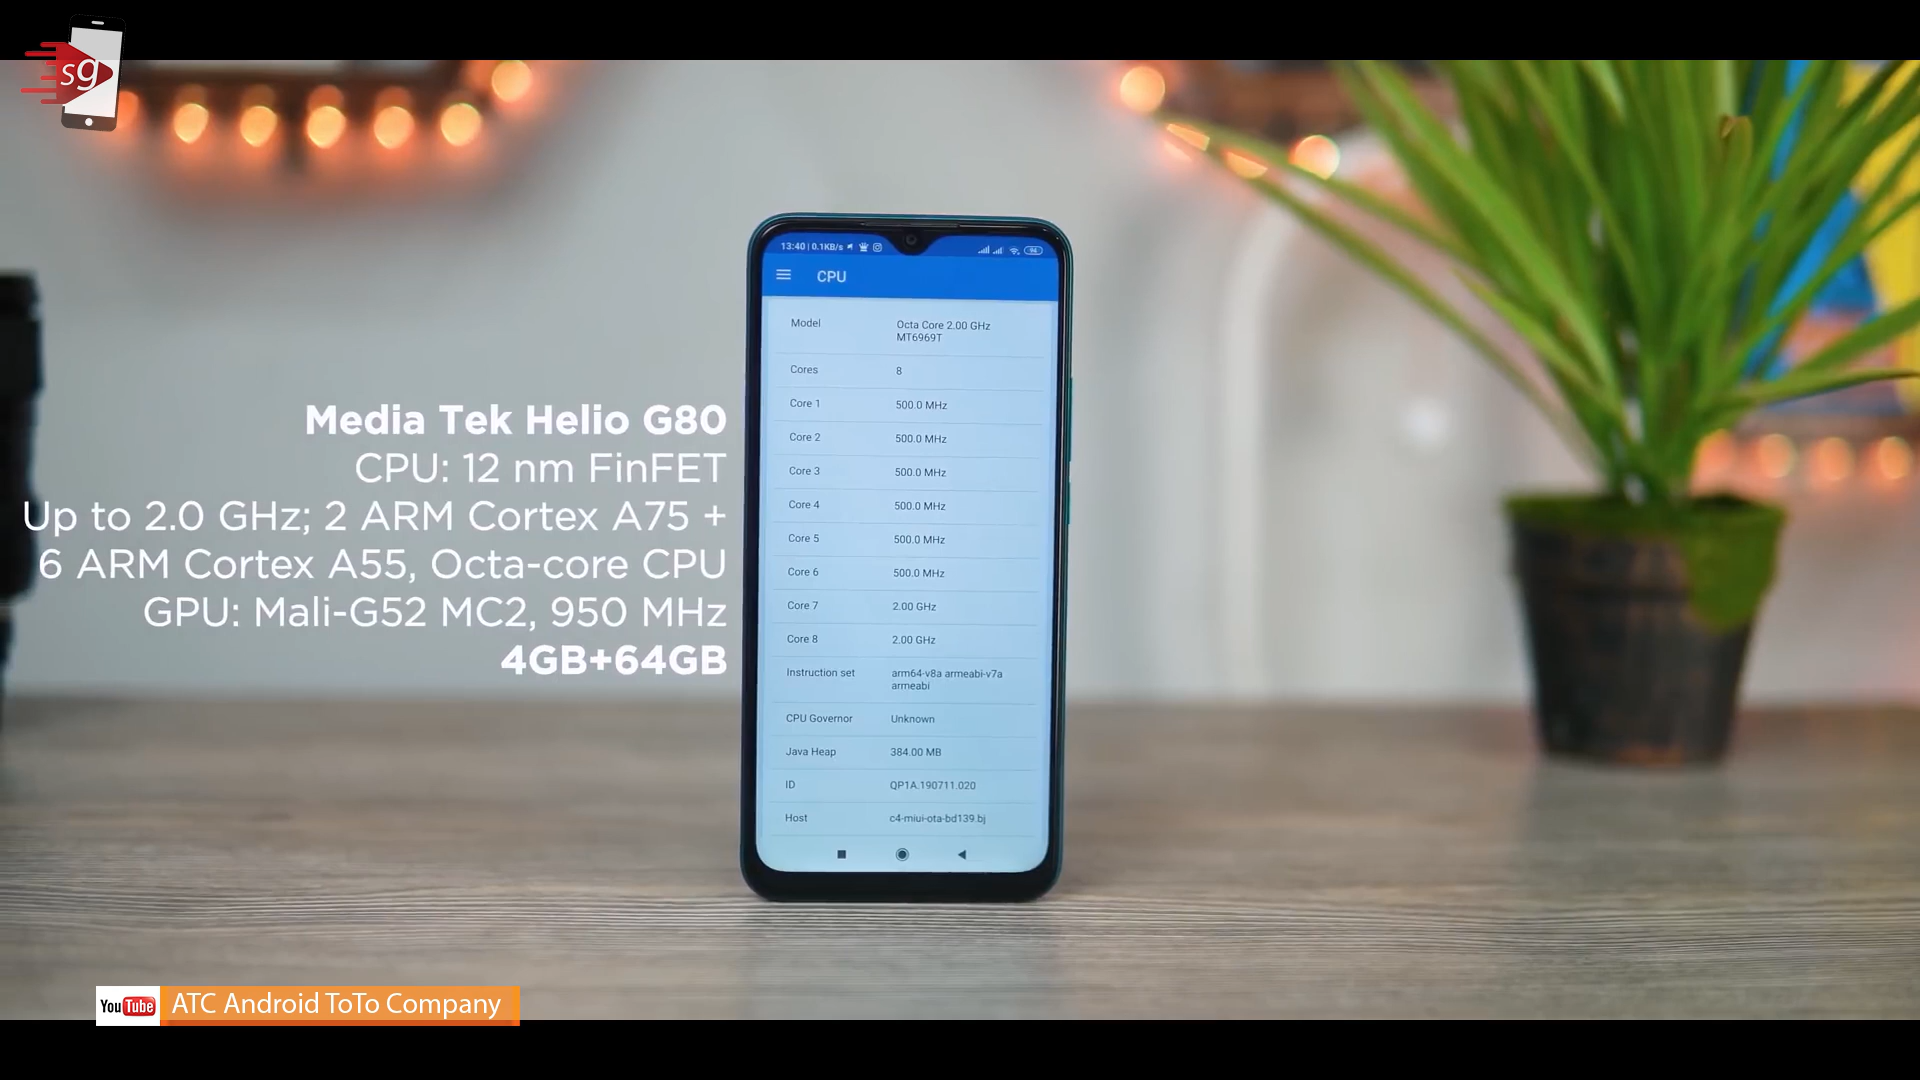 sg
Media Tek Helio G80
CPU: 12 nm FinFET
Up to 2.0 GHz; 2 ARM Cortex A75 +
6 ARM Cortex A55, Octa-core CPU
GPU: Mali-G52 MC2, 950 MHz
4GB+64GB
13:40 | 0.1KB/s
96
CPU
Model Octa Core 2.00 GHz
MT6969T
Cores 8
Core 1 500.0 MHz
Core 2 500.0 MHz
Core 3 500.0 MHz
Core 4 500.0 MHz
Core 5 500.0 MHz
Core 6 500.0 MHz
Core 7 2.00 GHz
Core 8 2.00 GHz
Instruction set arm64-v8a armeabi-v7a
armeabi
CPU Governor Unknown
Java Heap 384.00 MB
ID QP1A.190711.020
Host c4-miui-ota-bd139.bj
YouTube ATC Android ToTo Company